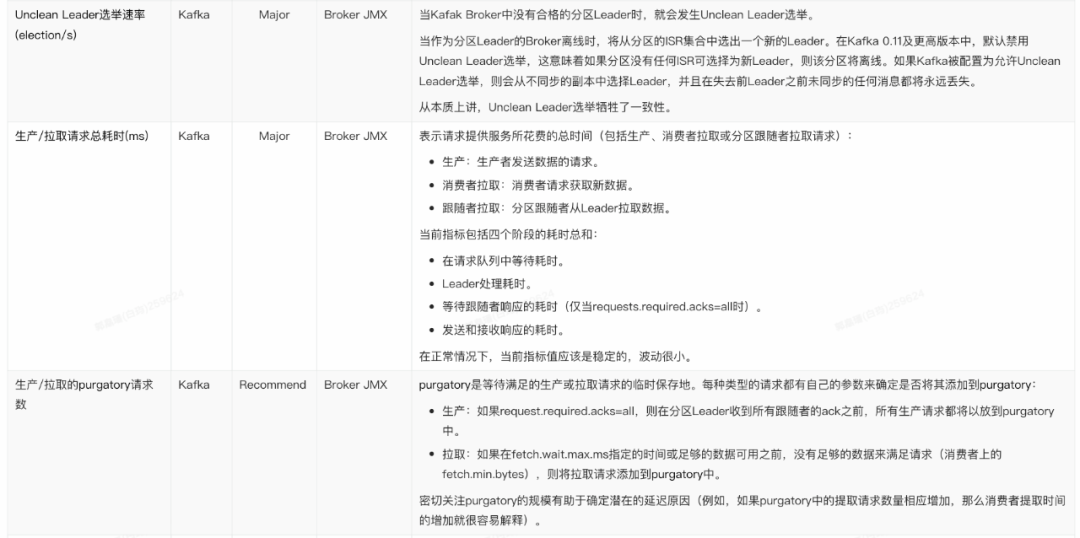 Unclean Leader选举速率
(election/s)
Kafka
Major
Broker JMX
当Kafak Broker中没有合格的分区Leader时，就会发生Unclean Leader选举。
当作为分区Leader的Broker离线时，将从分区的ISR集合中选出一个新的Leader。在Kafka 0.11及更高版本中，默认禁用
Unclean Leader选举，这意味着如果分区没有任何ISR可选择为新Leader，则该分区将离线。如果Kafka被配置为允许Unclean
Leader选举，则会从不同步的副本中选择Leader，并且在失去前Leader之前未同步的任何消息都将永远丢失。
从本质上讲，Unclean Leader选举牺牲了一致性。
生产/拉取请求总耗时(ms)
Kafka
Major
Broker JMX
表示请求提供服务所花费的总时间（包括生产、消费者拉取或分区跟随者拉取请求）：
• 生产：生产者发送数据的请求。
• 消费者拉取：消费者请求获取新数据。
• 跟随者拉取：分区跟随者从Leader拉取数据。
当前指标包括四个阶段的耗时总和：
• 在请求队列中等待耗时。
• Leader处理耗时。
• 等待跟随者响应的耗时（仅当requests.required.acks=all时）。
• 发送和接收响应的耗时。
在正常情况下，当前指标值应该是稳定的，波动很小。
生产/拉取的purgatory请求
数
Kafka
Recommend
Broker JMX
purgatory是等待满足的生产或拉取请求的临时保存地。每种类型的请求都有自己的参数来确定是否将其添加到purgatory：
• 生产：如果request.required.acks=all，则在分区Leader收到所有跟随者的ack之前，所有生产请求都将以放到purgatory
中。
• 拉取：如果在fetch.wait.max.ms指定的时间或足够的数据可用之前，没有足够的数据来满足请求（消费者上的
fetch.min.bytes），则将拉取请求添加到purgatory中。
密切关注purgatory的规模有助于确定潜在的延迟原因（例如，如果purgatory中的提取请求数量相应增加，那么消费者提取时间
的增加就很容易解释）。